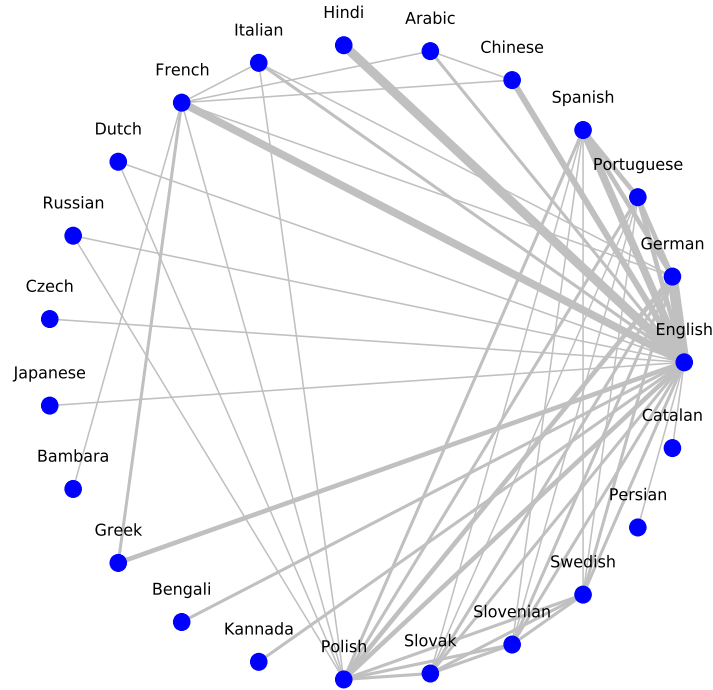 Hindi
Arabic
Italian
Chinese
French
Spanish
Dutch
Portuguese
Russian
German
Czech
English
Japanese
Catalan
Bambara
Persian
Greek
Swedish
Bengali
Slovenian
Kannada
Slovak
Polish